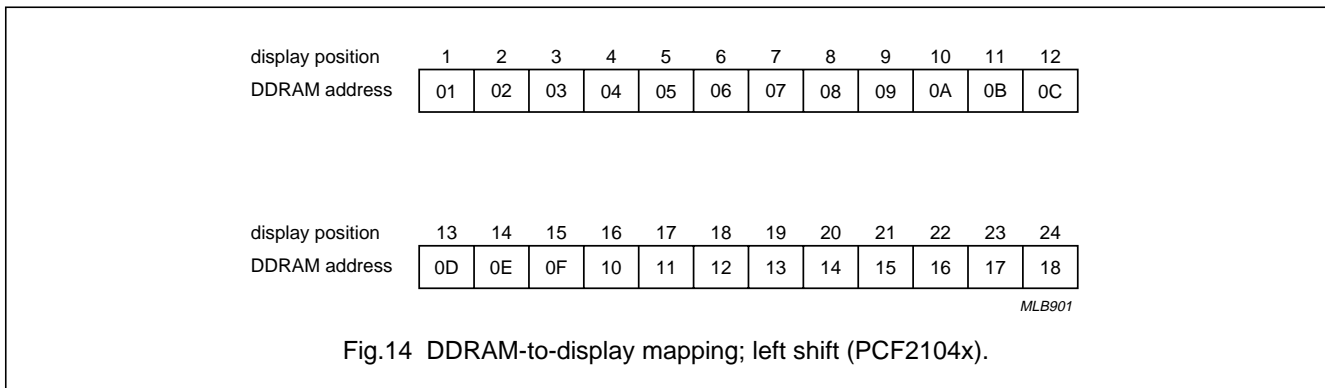 display position 1 2 3 4 5 6 7 8 9 10 11 12
DDRAM address 01 02 03 04 05 06 07 08 09 0A 0B 0C
display position 13 14 15 16 17 18 19 20 21 22 23 24
DDRAM address 0D 0E 0F 10 11 12 13 14 15 16 17 18
MLB901
Fig.14 DDRAM-to-display mapping; left shift (PCF2104x).